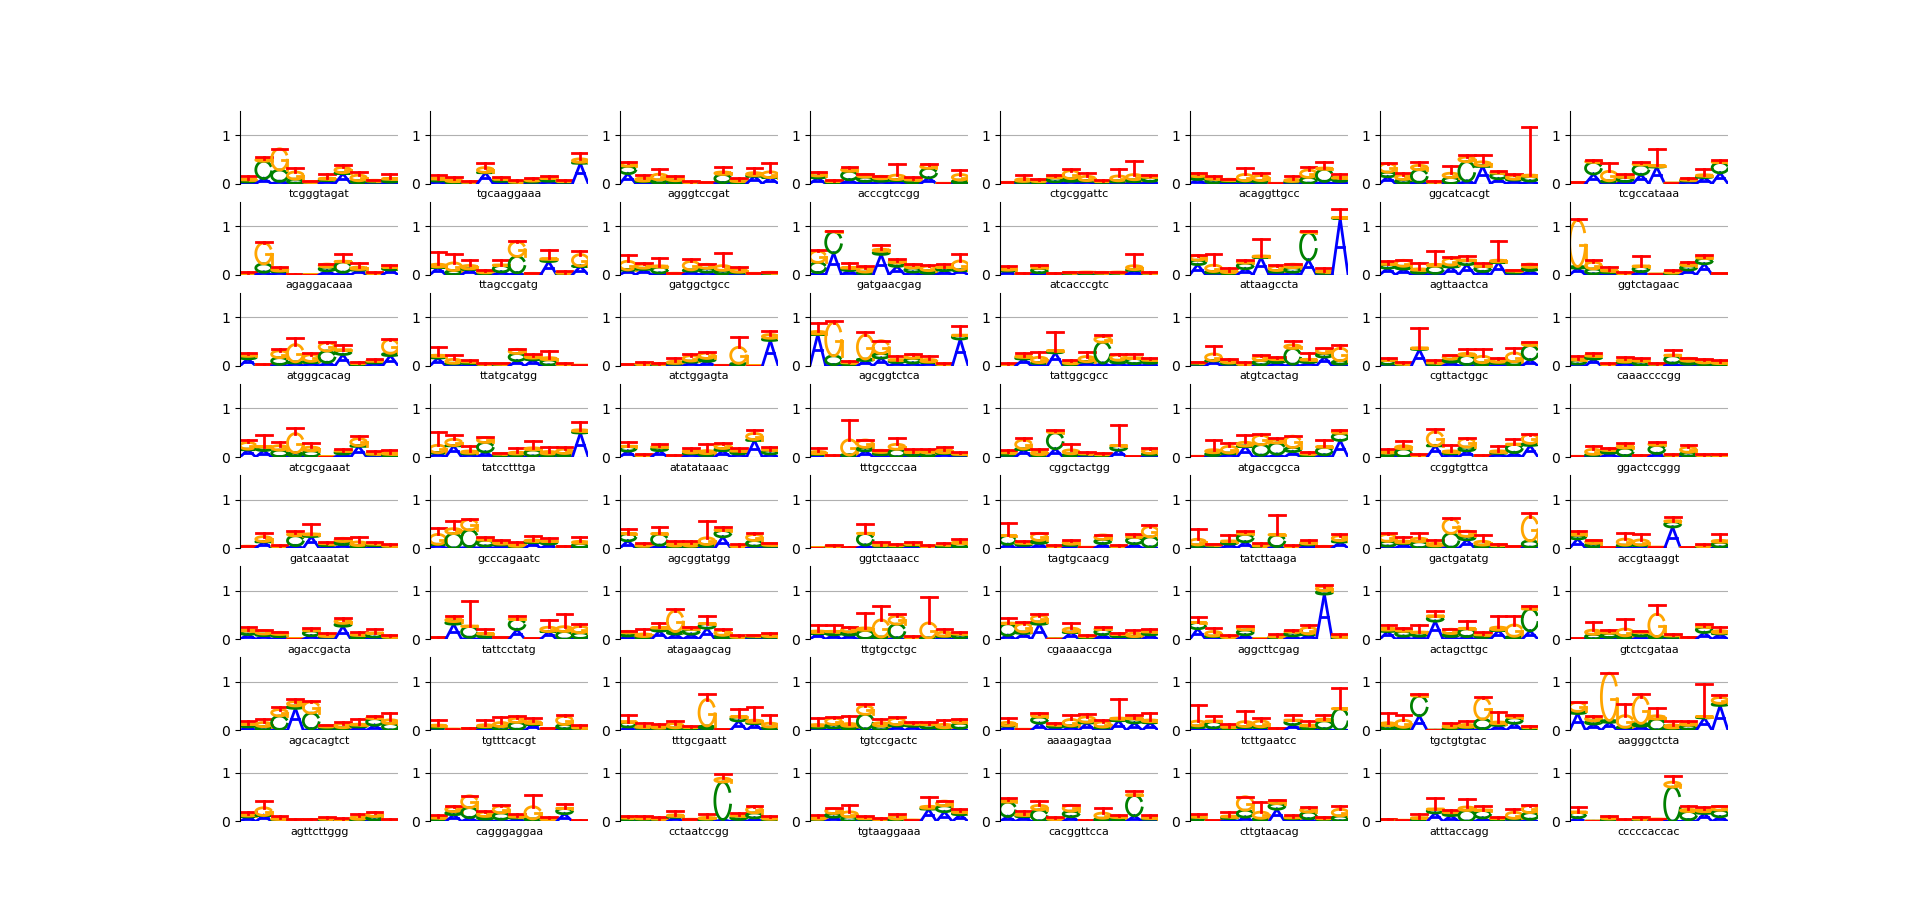 tcgggtagat tgcaaggaaa agggtccgat acccgtccgg ctgcggattc acaggttgcc ggcatcacgt tcgccataaa
agaggacaaa ttagccgatg gatggctgcc gatgaacgag atcacccgtc attaagccta agttaactca ggtctagaac
atgggcacag ttatgcatgg atctggagta agcggtctca tattggcgcc atgtcactag cgttactggc caaaccccgg
atcgcgaaat tatcctttga atatataaac tttgccccaa cggctactgg atgaccgcca ccggtgttca ggactccggg
gatcaaatat gcccagaatc agcggtatgg ggtctaaacc tagtgcaacg tatcttaaga gactgatatg accgtaaggt
agaccgacta tattcctatg atagaagcag ttgtgcctgc cgaaaaccga aggcttcgag actagcttgc gtctcgataa
agcacagtct tgtttcacgt tttgcgaatt tgtccgactc aaaagagtaa tcttgaatcc tgctgtgtac aagggctcta
agttcttggg cagggaggaa cctaatccgg tgtaaggaaa cacggttcca cttgtaacag atttaccagg cccccaccac